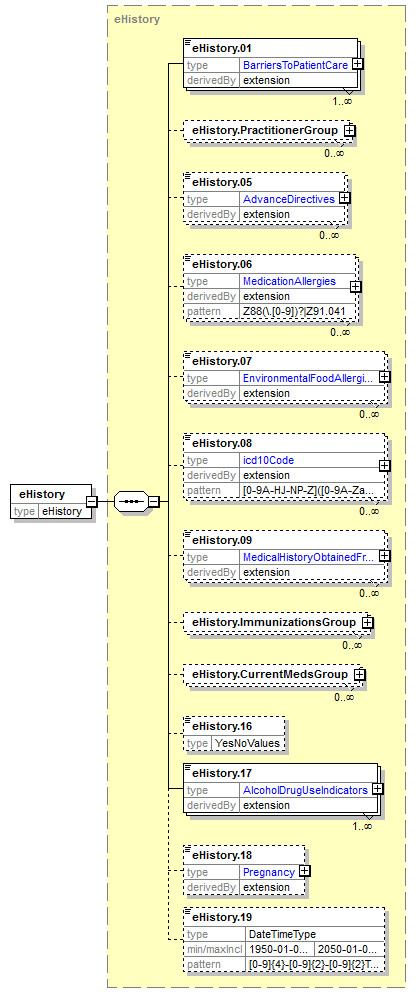 eHistory
eHistory.01
type BarriersToPatientCare
derivedBy extension
1..∞
eHistory.PractitionerGroup
0..∞
eHistory.05
type AdvanceDirectives
derivedBy extension
0..∞
eHistory.06
type MedicationAllergies
derivedBy extension
pattern Z88(\.[0-9])?|Z91.041
0..∞
eHistory.07
type EnvironmentalFoodAllergi...
derivedBy extension
0..∞
eHistory.08
type icd10Code
derivedBy extension
pattern [0-9A-HJ-NP-Z]([0-9A-Za...
0..∞
eHistory
type eHistory
eHistory.09
type MedicalHistoryObtainedFr...
derivedBy extension
0..∞
eHistory.ImmunizationsGroup
0..∞
eHistory.CurrentMedsGroup
0..∞
eHistory.16
type YesNoValues
eHistory.17
type AlcoholDrugUseIndicators
derivedBy extension
1..∞
eHistory.18
type Pregnancy
derivedBy extension
eHistory.19
type DateTimeType
min/maxIncl 1950-01-0... 2050-01-0...
pattern [0-9]{4}-[0-9]{2}-[0-9]{2}T...